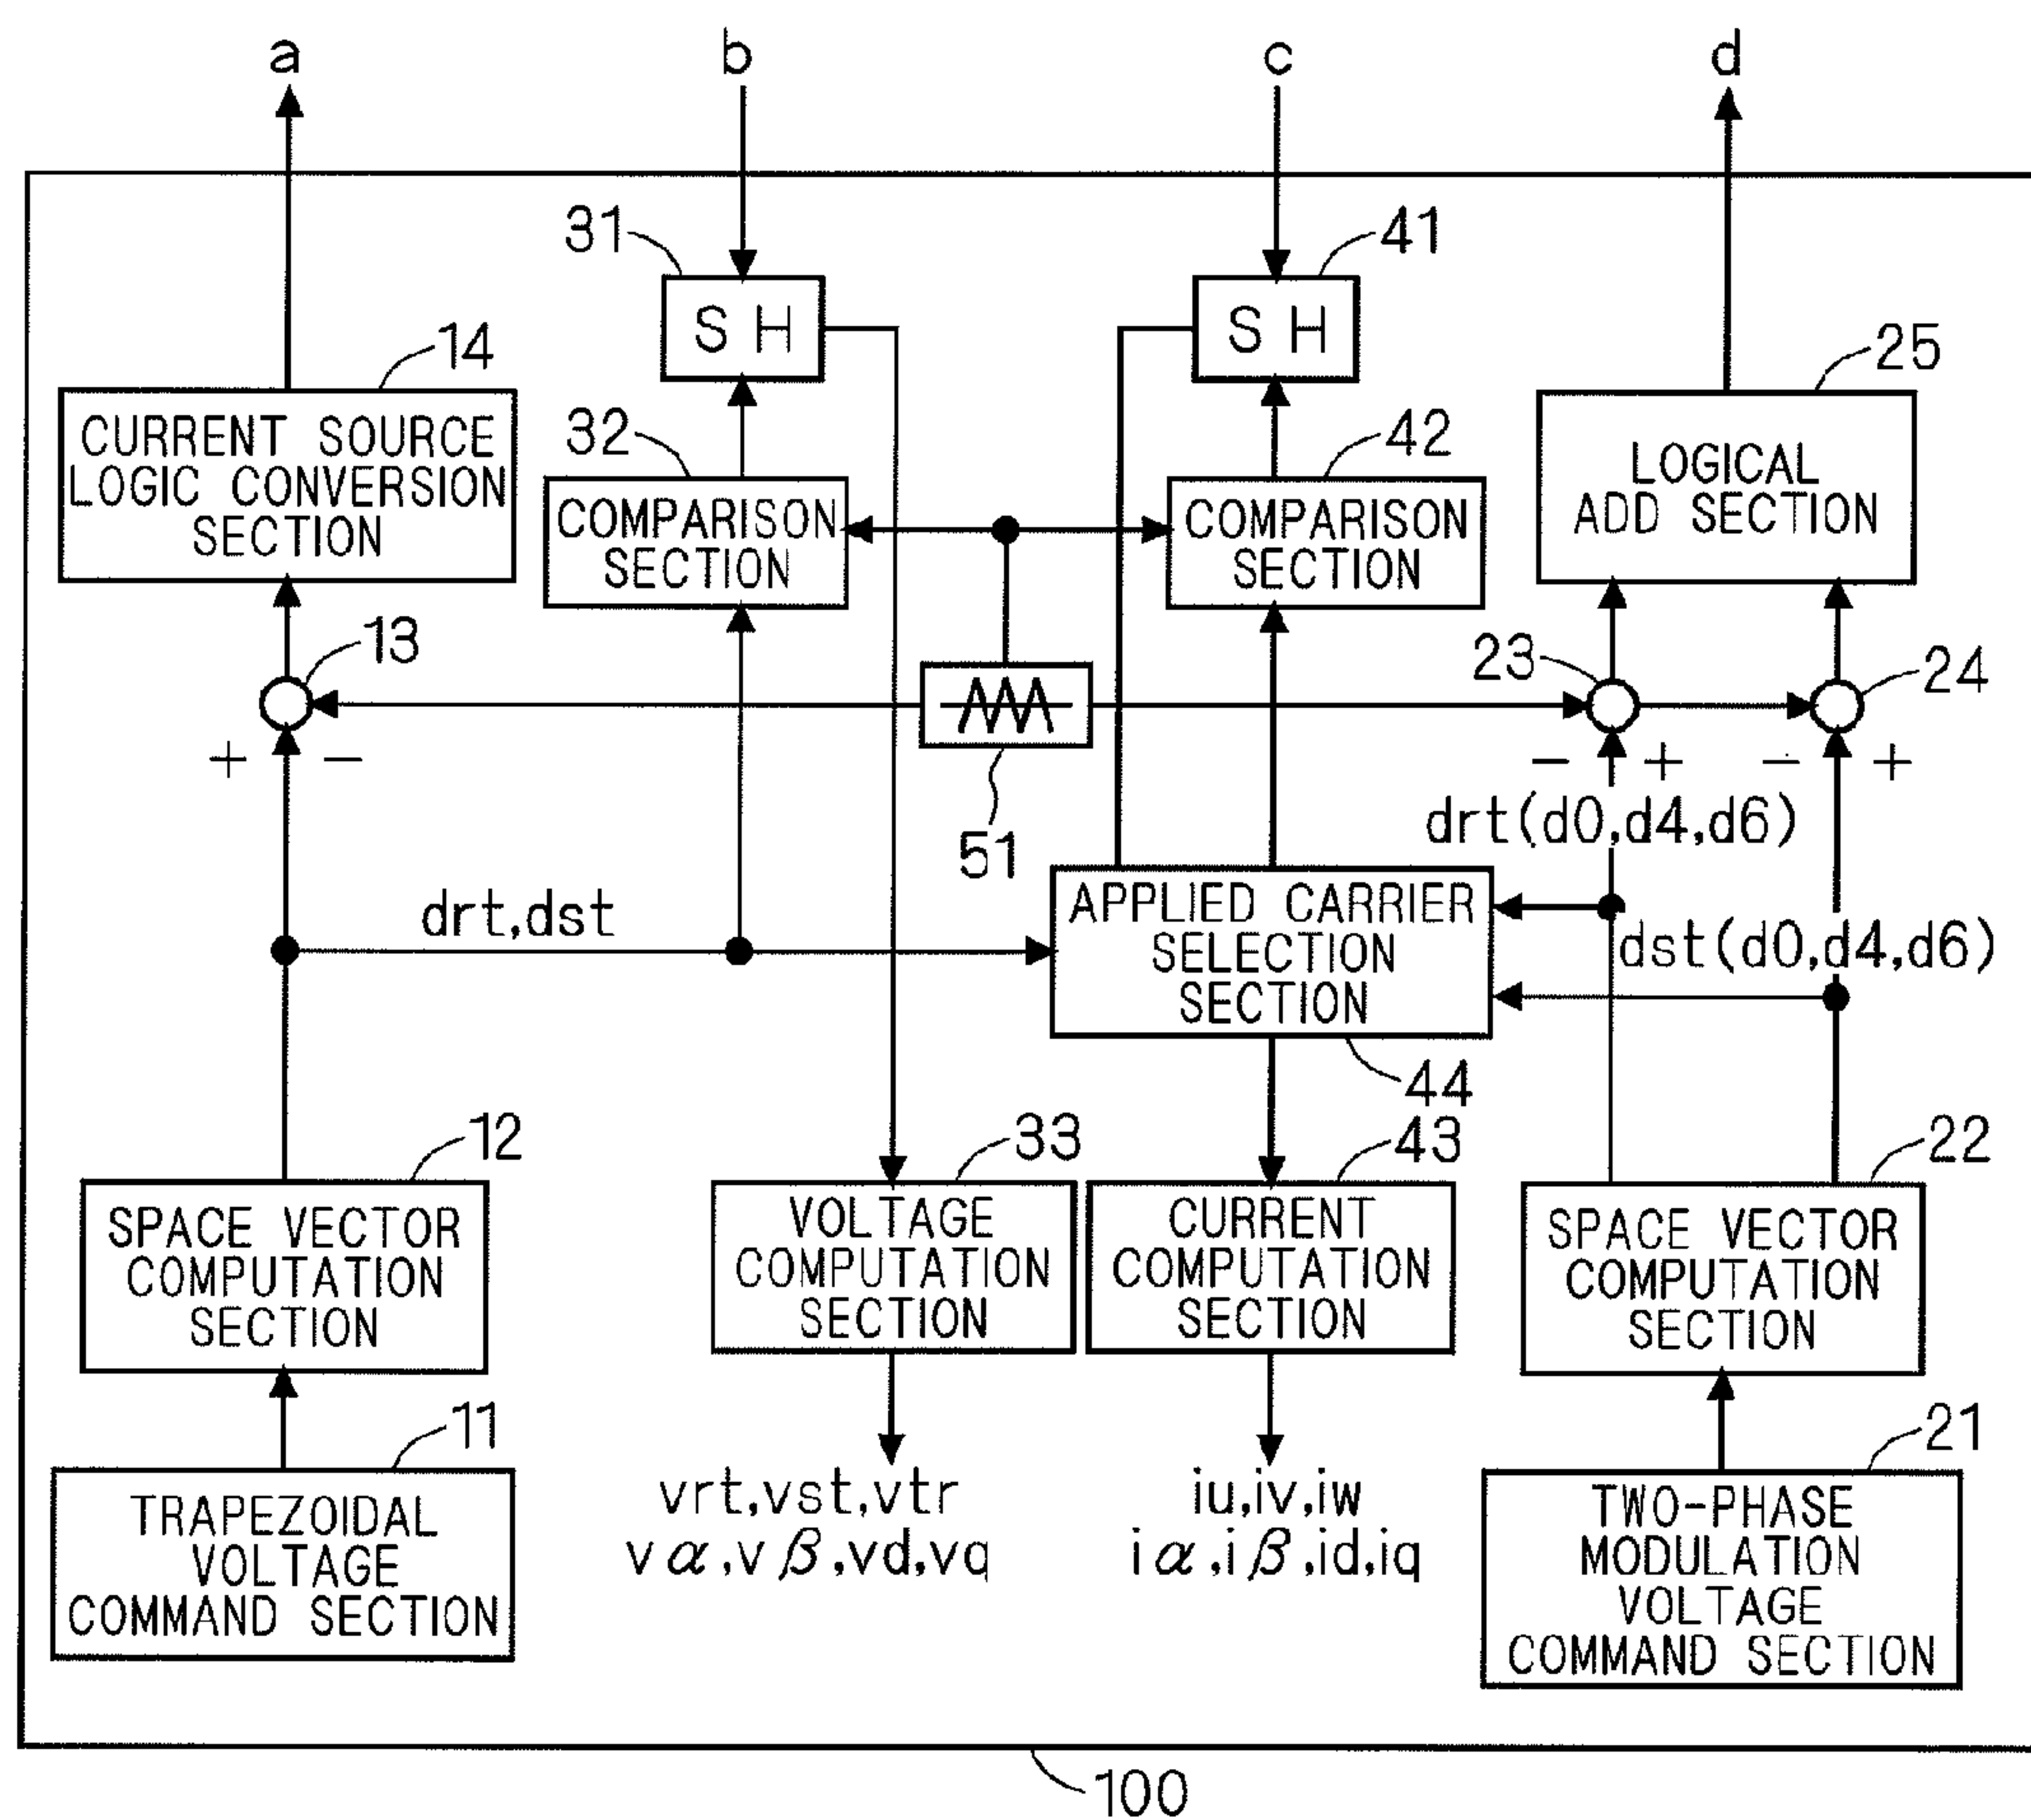 a
b
c
d
31
41
S H
S H
14
25
CURRENT SOURCE
LOGIC CONVERSION
SECTION
32
42
LOGICAL
ADD SECTION
COMPARISON
SECTION
COMPARISON
SECTION
13
23
24
+ −
− +
− +
51
drt(d0,d4,d6)
drt,dst
APPLIED CARRIER
SELECTION
SECTION
dst(d0,d4,d6)
44
12
33
43
22
SPACE VECTOR
COMPUTATION
SECTION
VOLTAGE
COMPUTATION
SECTION
CURRENT
COMPUTATION
SECTION
SPACE VECTOR
COMPUTATION
SECTION
11
21
TRAPEZOIDAL
VOLTAGE
COMMAND SECTION
vrt,vst,vtr
vα,vβ,vd,vq
iu,iv,iw
iα,iβ,id,iq
TWO-PHASE
MODULATION
VOLTAGE
COMMAND SECTION
100